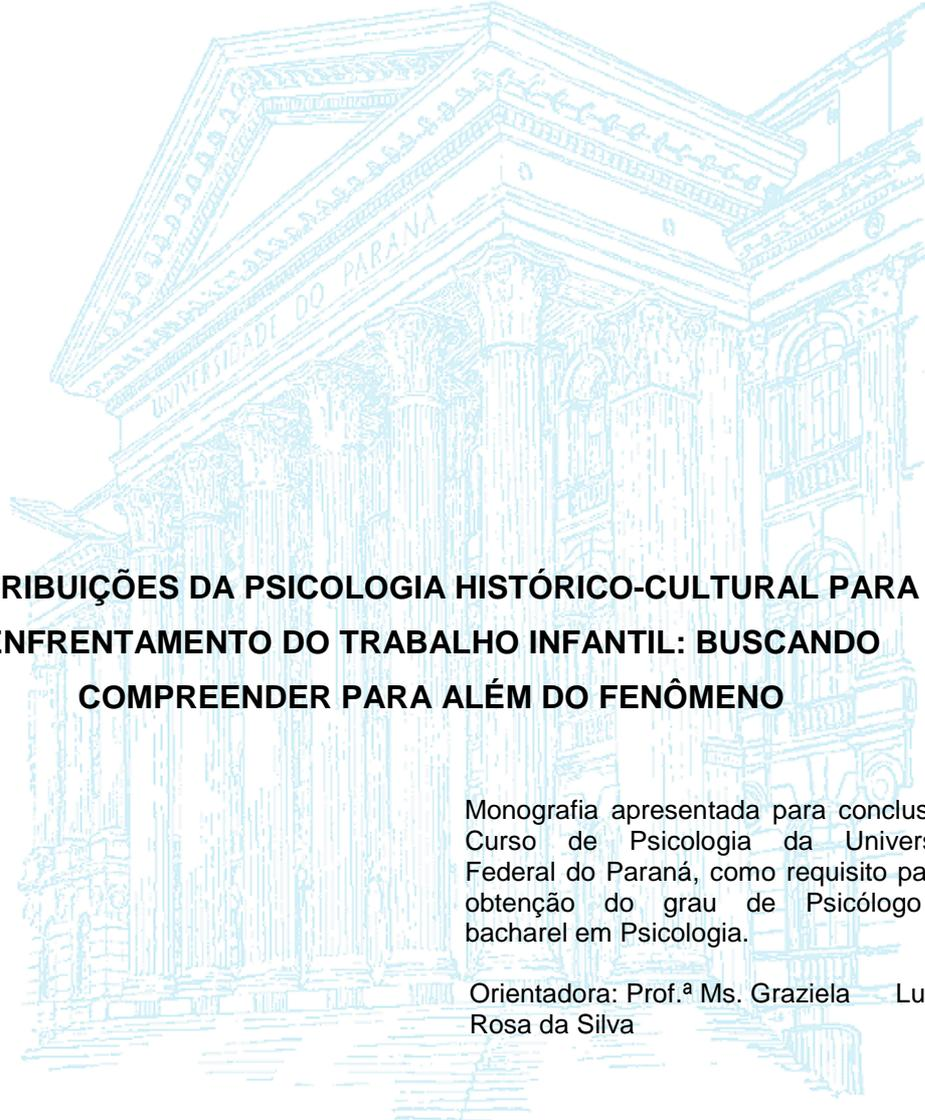 UNIVERSIDADE DO PARANÁ
RIBUIÇÕES DA PSICOLOGIA HISTÓRICO-CULTURAL PARA
ENFRENTAMENTO DO TRABALHO INFANTIL: BUSCANDO
COMPREENDER PARA ALÉM DO FENÔMENO
Monografia apresentada para conclus
Curso de Psicologia da Univers
Federal do Paraná, como requisito pa
obtenção do grau de Psicólogo
bacharel em Psicologia.
Orientadora: Prof.ª Ms. Graziela Lu
Rosa da Silva